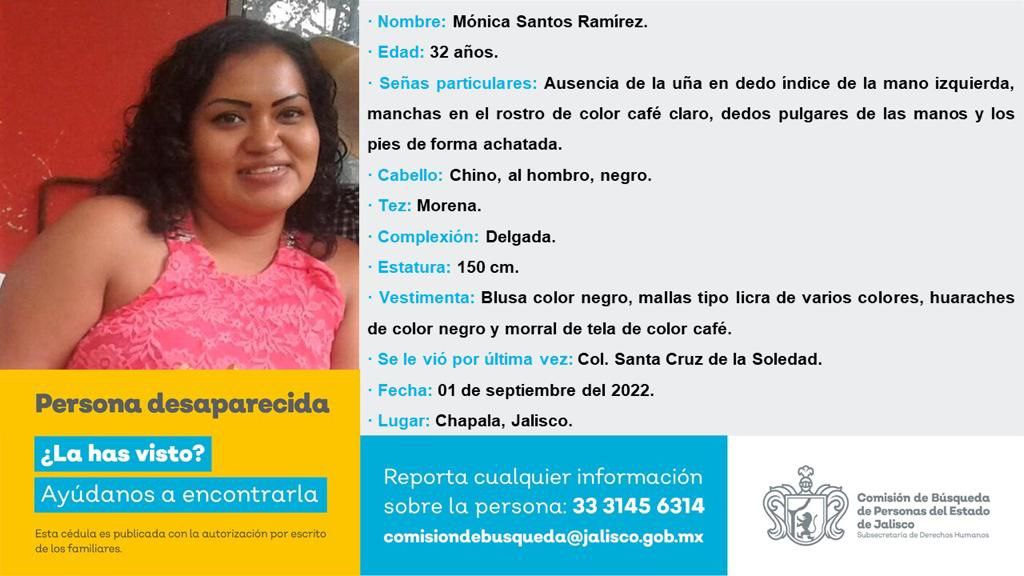 · Nombre: Mónica Santos Ramírez.
· Edad: 32 años.
· Señas particulares: Ausencia de la uña en dedo índice de la mano izquierda,
manchas en el rostro de color café claro, dedos pulgares de las manos y los
pies de forma achatada.
· Cabello: Chino, al hombro, negro.
· Tez: Morena.
· Complexión: Delgada.
· Estatura: 150 cm.
· Vestimenta: Blusa color negro, mallas tipo licra de varios colores, huaraches
de color negro y morral de tela de color café.
· Se le vió por última vez: Col. Santa Cruz de la Soledad.
· Fecha: 01 de septiembre del 2022.
· Lugar: Chapala, Jalisco.
Persona desaparecida
¿La has visto?
Ayúdanos a encontrarla
Esta cédula es publicada con la autorización por escrito
de los familiares.
Reporta cualquier información
sobre la persona: 33 3145 6314
comisiondebusqueda@jalisco.gob.mx
Comisión de Búsqueda
de Personas del Estado
de Jalisco
Subsecretaría de Derechos Humanos